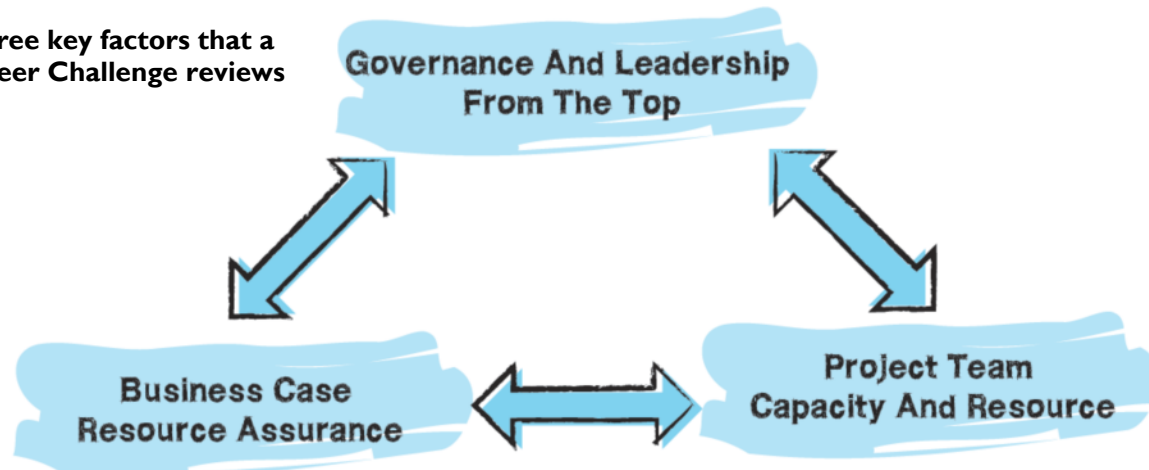 ree key factors that a
eer Challenge reviews
Governance And Leadership
From The Top
Business Case
Resource Assurance
Project Team
Capacity And Resource